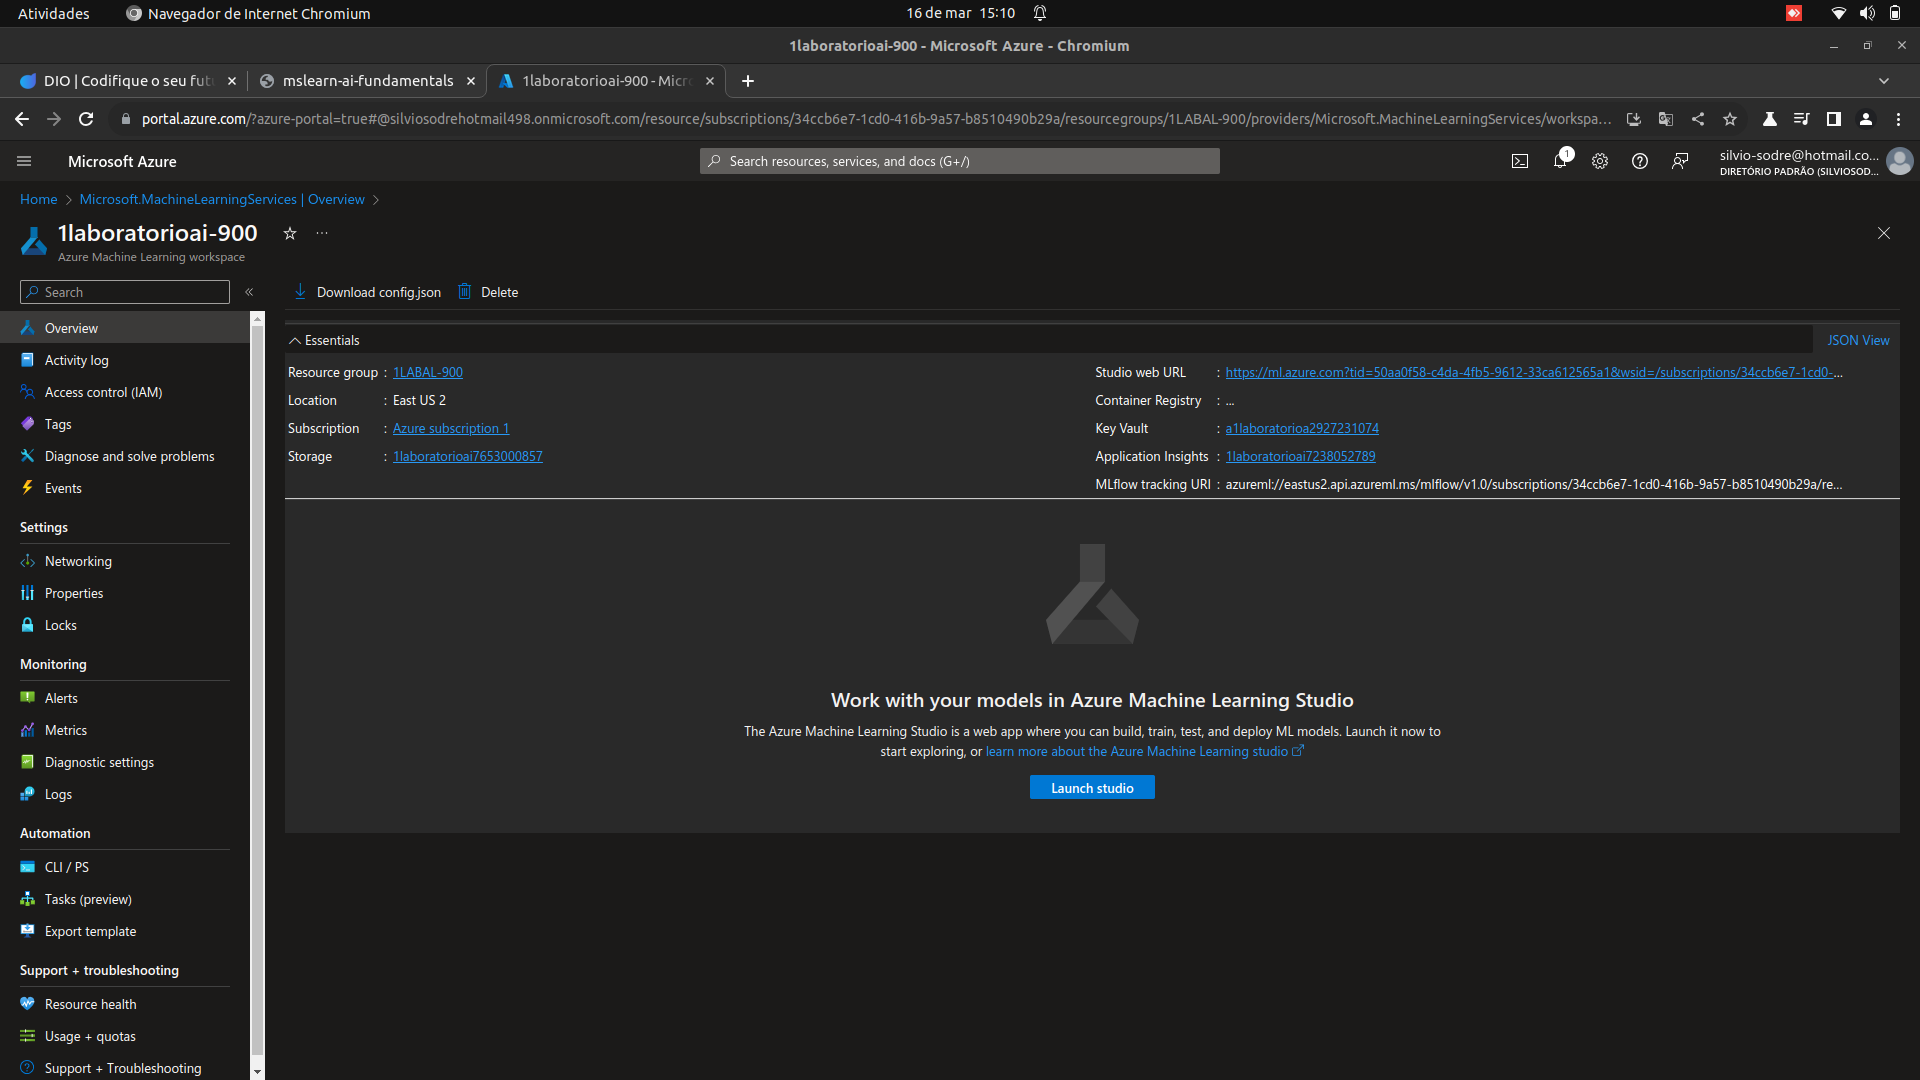 Atividades
Navegador de Internet Chromium
16 de mar 15:10
1laboratorioai-900 - Microsoft Azure - Chromium
DIO | Codifique o seu futu
mslearn-ai-fundamentals
1laboratorioai-900 - Micro
portal.azure.com/?azure-portal=true#@silviosodrehotmail498.onmicrosoft.com/resource/subscriptions/34ccb6e7-1cd0-416b-9a57-b8510490b29a/resourcegroups/1LABAL-900/providers/Microsoft.MachineLearningServices/workspa…
Microsoft Azure
Search resources, services, and docs (G+/)
1
silvio-sodre@hotmail.co...
DIRETÓRIO PADRÃO (SILVIOSOD...
Home
Microsoft.MachineLearningServices | Overview
1laboratorioai-900
Azure Machine Learning workspace
Search
Download config.json
Delete
Overview
Activity log
Access control (IAM)
Tags
Diagnose and solve problems
Events
Settings
Networking
Properties
Locks
Monitoring
Alerts
Metrics
Diagnostic settings
Logs
Automation
CLI / PS
Tasks (preview)
Export template
Support + troubleshooting
Resource health
Usage + quotas
Support + Troubleshooting
Essentials
JSON View
Resource group : 1LABAL-900
Location : East US 2
Subscription : Azure subscription 1
Storage : 1laboratorioai7653000857
Studio web URL : https://ml.azure.com?tid=50aa0f58-c4da-4fb5-9612-33ca612565a1&wsid=/subscriptions/34ccb6e7-1cd0-...
Container Registry : ...
Key Vault : a1laboratorioa2927231074
Application Insights : 1laboratorioai7238052789
MLflow tracking URI : azureml://eastus2.api.azureml.ms/mlflow/v1.0/subscriptions/34ccb6e7-1cd0-416b-9a57-b8510490b29a/re...
Work with your models in Azure Machine Learning Studio
The Azure Machine Learning Studio is a web app where you can build, train, test, and deploy ML models. Launch it now to
start exploring, or learn more about the Azure Machine Learning studio
Launch studio